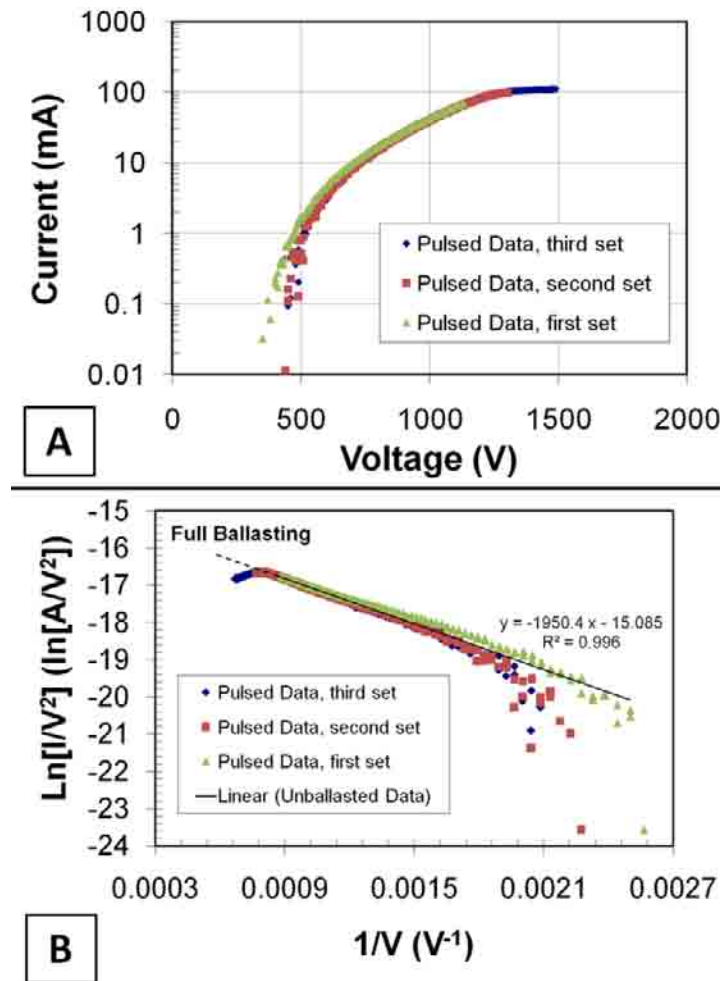 1000
100
10
1
0.1
0.01
Current (mA)
Pulsed Data, third set
Pulsed Data, second set
Pulsed Data, first set
0 500 1000 1500 2000
Voltage (V)
A
-15
-16
-17
-18
-19
-20
-21
-22
-23
-24
Ln[I/V²] (ln[A/V²])
Full Ballasting
y = -1950.4 x - 15.085
R² = 0.996
Pulsed Data, third set
Pulsed Data, second set
Pulsed Data, first set
Linear (Unballasted Data)
0.0003 0.0009 0.0015 0.0021 0.0027
1/V (V⁻¹)
B